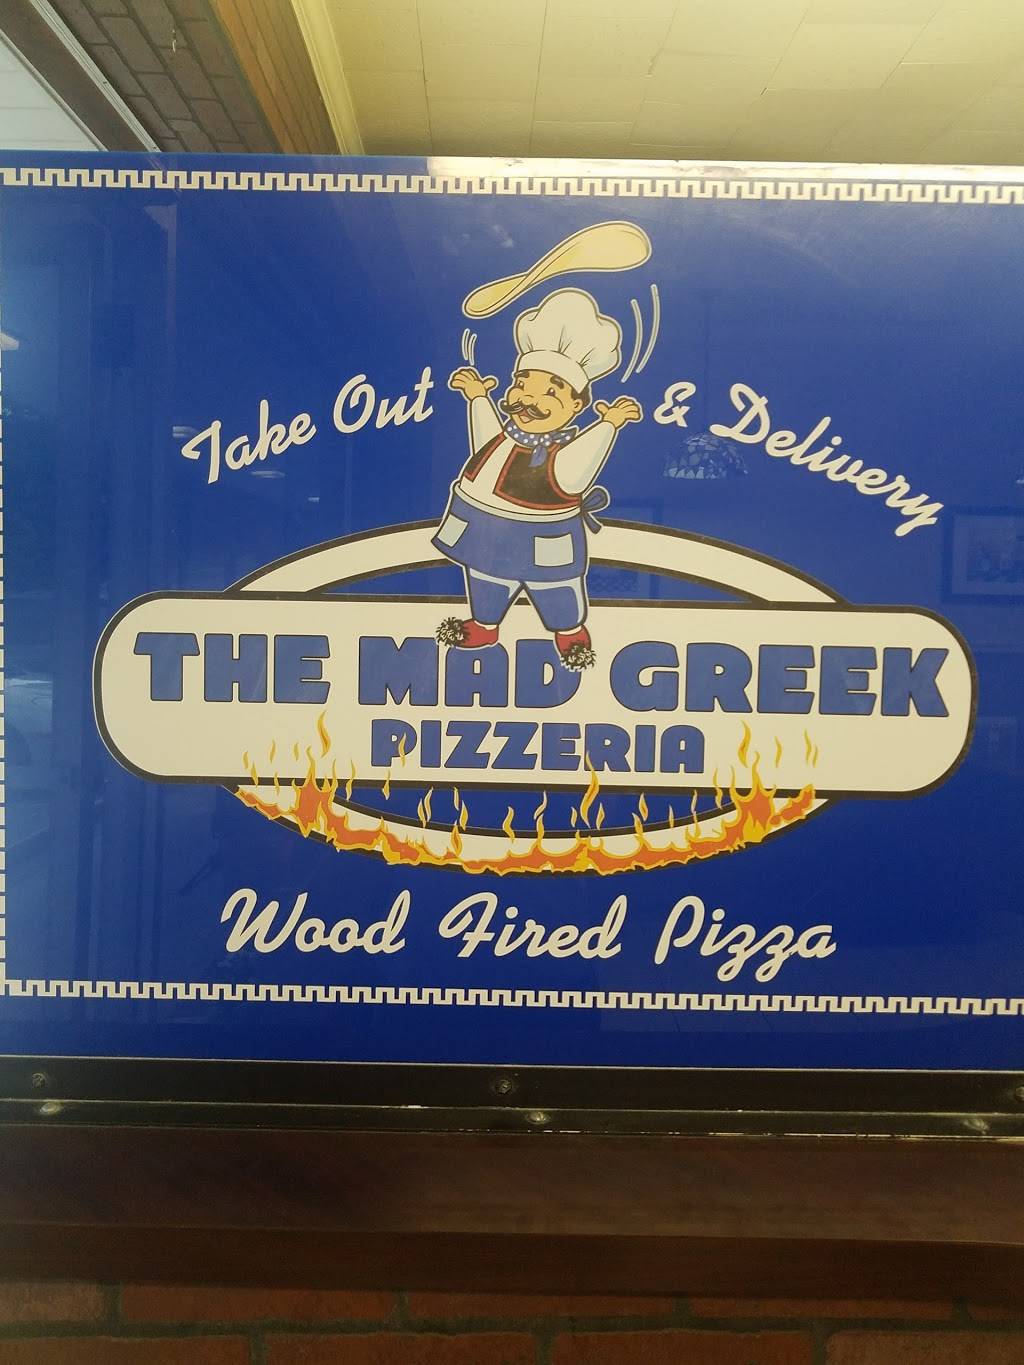 Take Out & Delivery
THE MAD GREEK
PIZZERIA
Wood Fired Pizza